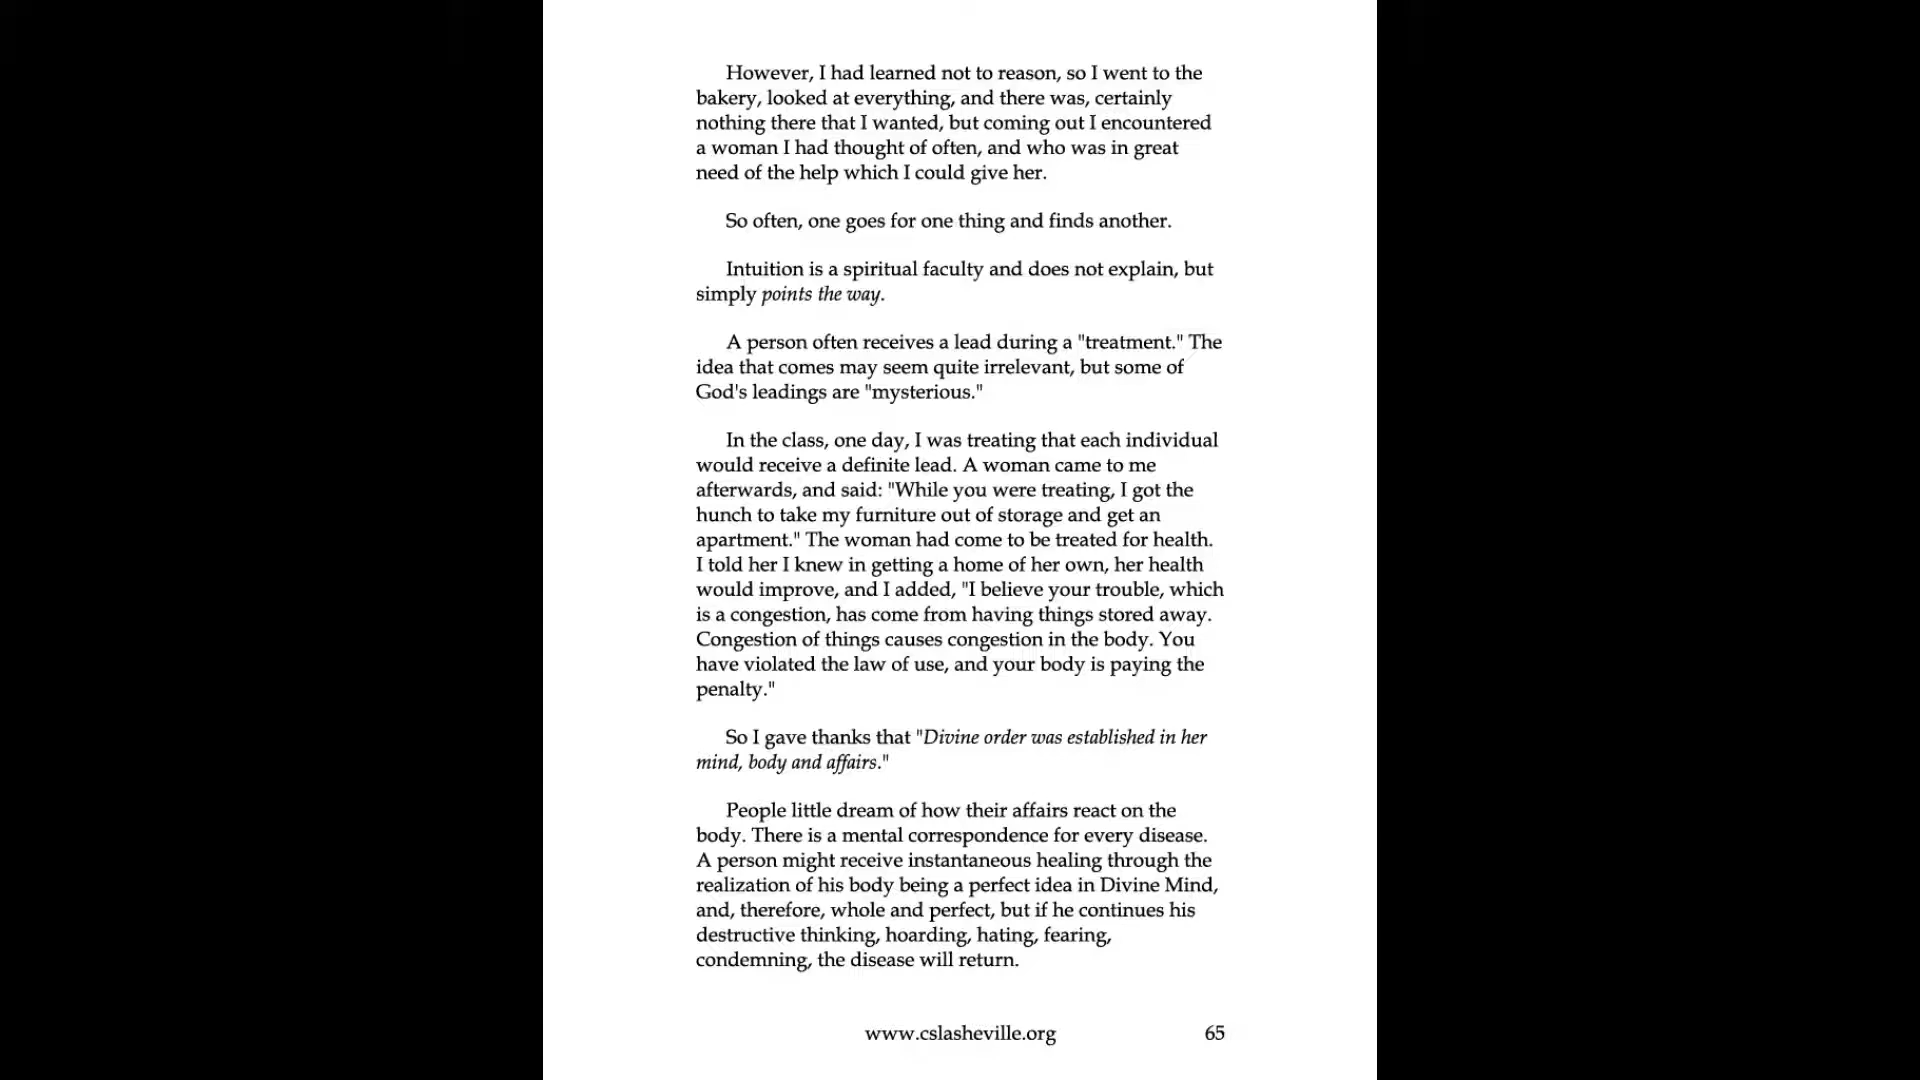 However, I had learned not to reason, so I went to the
bakery, looked at everything, and there was, certainly
nothing there that I wanted, but coming out I encountered
a woman I had thought of often, and who was in great
need of the help which I could give her.
So often, one goes for one thing and finds another.
Intuition is a spiritual faculty and does not explain, but
simply points the way.
A person often receives a lead during a "treatment." The
idea that comes may seem quite irrelevant, but some of
God's leadings are "mysterious."
In the class, one day, I was treating that each individual
would receive a definite lead. A woman came to me
afterwards, and said: "While you were treating, I got the
hunch to take my furniture out of storage and get an
apartment." The woman had come to be treated for health.
I told her I knew in getting a home of her own, her health
would improve, and I added, "I believe your trouble, which
is a congestion, has come from having things stored away.
Congestion of things causes congestion in the body. You
have violated the law of use, and your body is paying the
penalty."
So I gave thanks that "Divine order was established in her
mind, body and affairs."
People little dream of how their affairs react on the
body. There is a mental correspondence for every disease.
A person might receive instantaneous healing through the
realization of his body being a perfect idea in Divine Mind,
and, therefore, whole and perfect, but if he continues his
destructive thinking, hoarding, hating, fearing,
condemning, the disease will return.
www.cslasheville.org 65